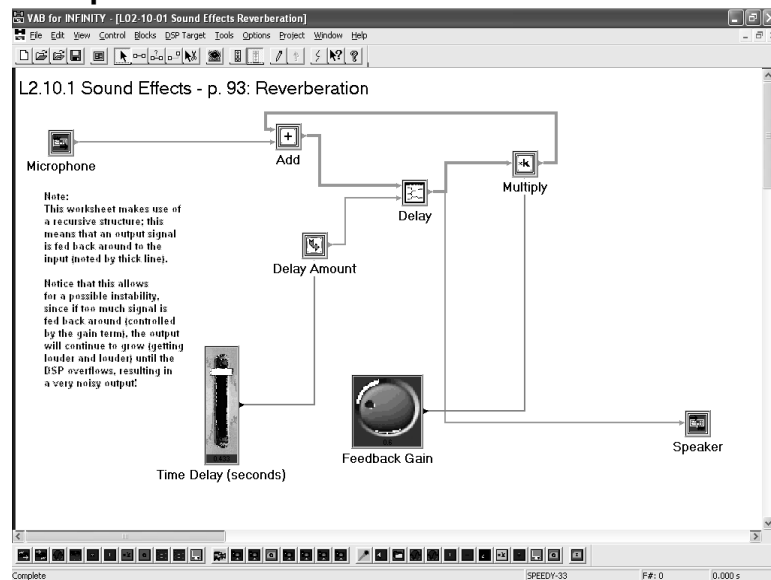 VAB for INFINITY - [L02-10-01 Sound Effects Reverberation]
File Edit View Control Blocks DSP Target Tools Options Project Window Help
L2.10.1 Sound Effects - p. 93: Reverberation
Microphone
Add
Multiply
Delay
Delay Amount
Note:
This worksheet makes use of
a recursive structure; this
means that an output signal
is fed back around to the
input (noted by thick line).
Notice that this allows
for a possible instability,
since if too much signal is
fed back around (controlled
by the gain term), the output
will continue to grow (getting
louder and louder) until the
DSP overflows, resulting in
a very noisy output!
Time Delay (seconds)
Feedback Gain
Speaker
Complete SPEEDY-33 F#: 0 0.000 s